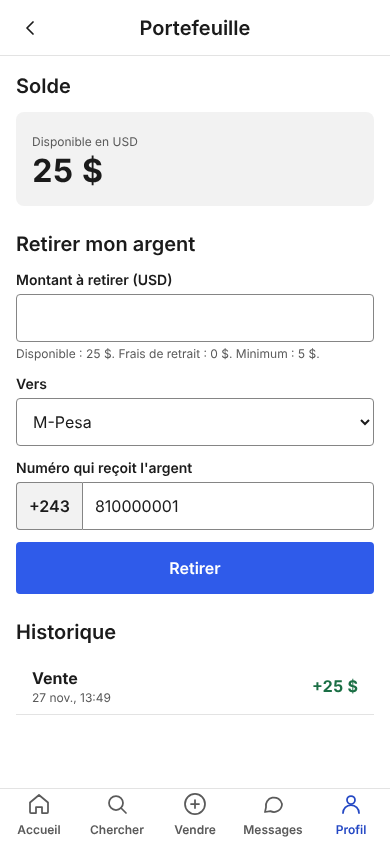 Portefeuille
Solde
Disponible en USD
25 $
Retirer mon argent
Montant à retirer (USD)
Disponible : 25 $. Frais de retrait : 0 $. Minimum : 5 $.
Vers
M-Pesa
Numéro qui reçoit l'argent
+243 810000001
Retirer
Historique
Vente +25 $
27 nov., 13:49
Accueil Chercher Vendre Messages Profil